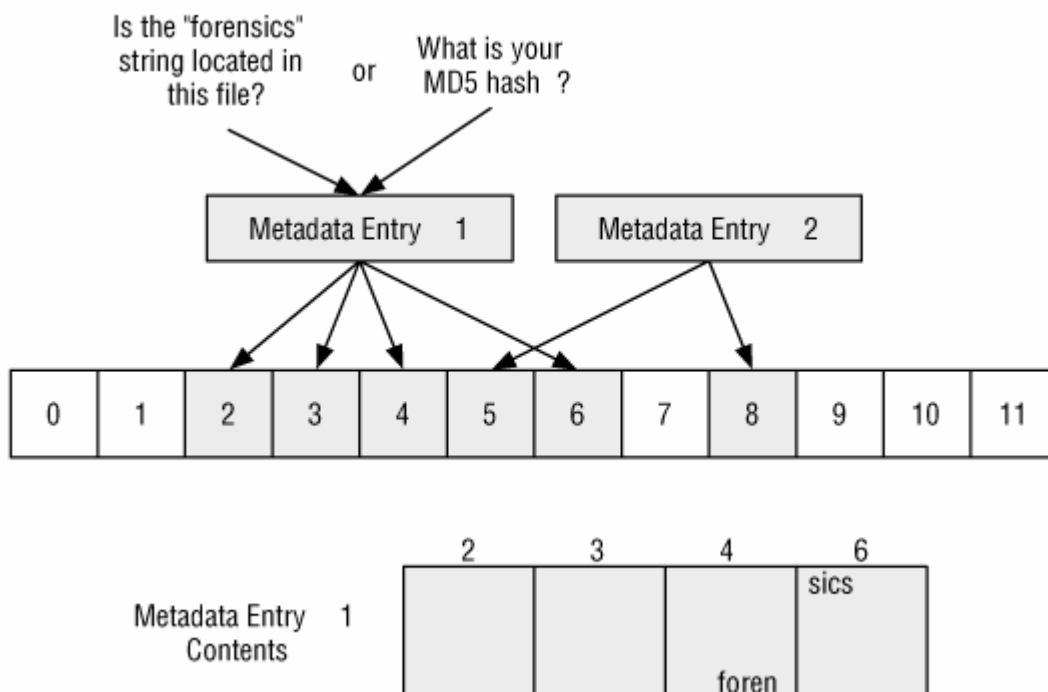 Is the "forensics"
string located in
this file?
or
What is your
MD5 hash ?
Metadata Entry 1
Metadata Entry 2
0 1 2 3 4 5 6 7 8 9 10 11
2 3 4 6
Metadata Entry 1
Contents
sics
foren